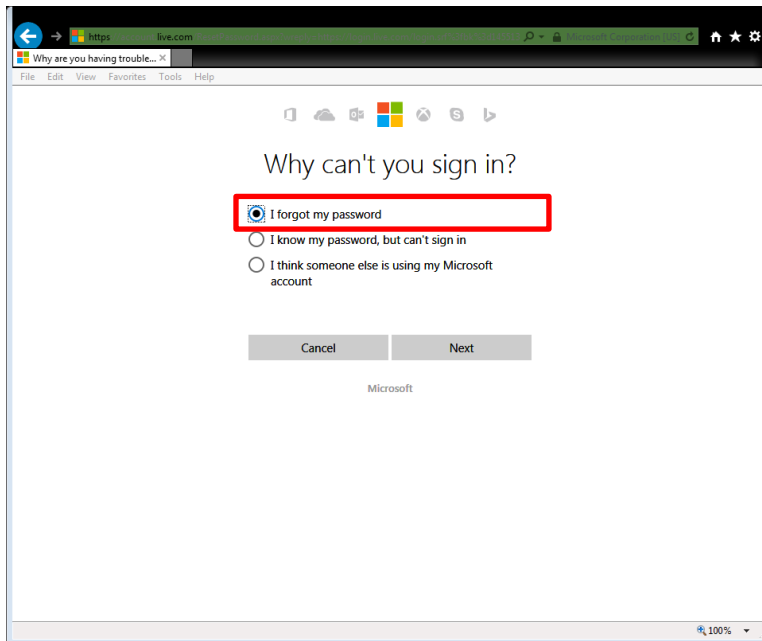 https live.com Microsoft Corporation [US]
Why are you having trouble...
File Edit View Favorites Tools Help
Why can't you sign in?
I forgot my password
I know my password, but can't sign in
I think someone else is using my Microsoft
account
Cancel Next
Microsoft
100%